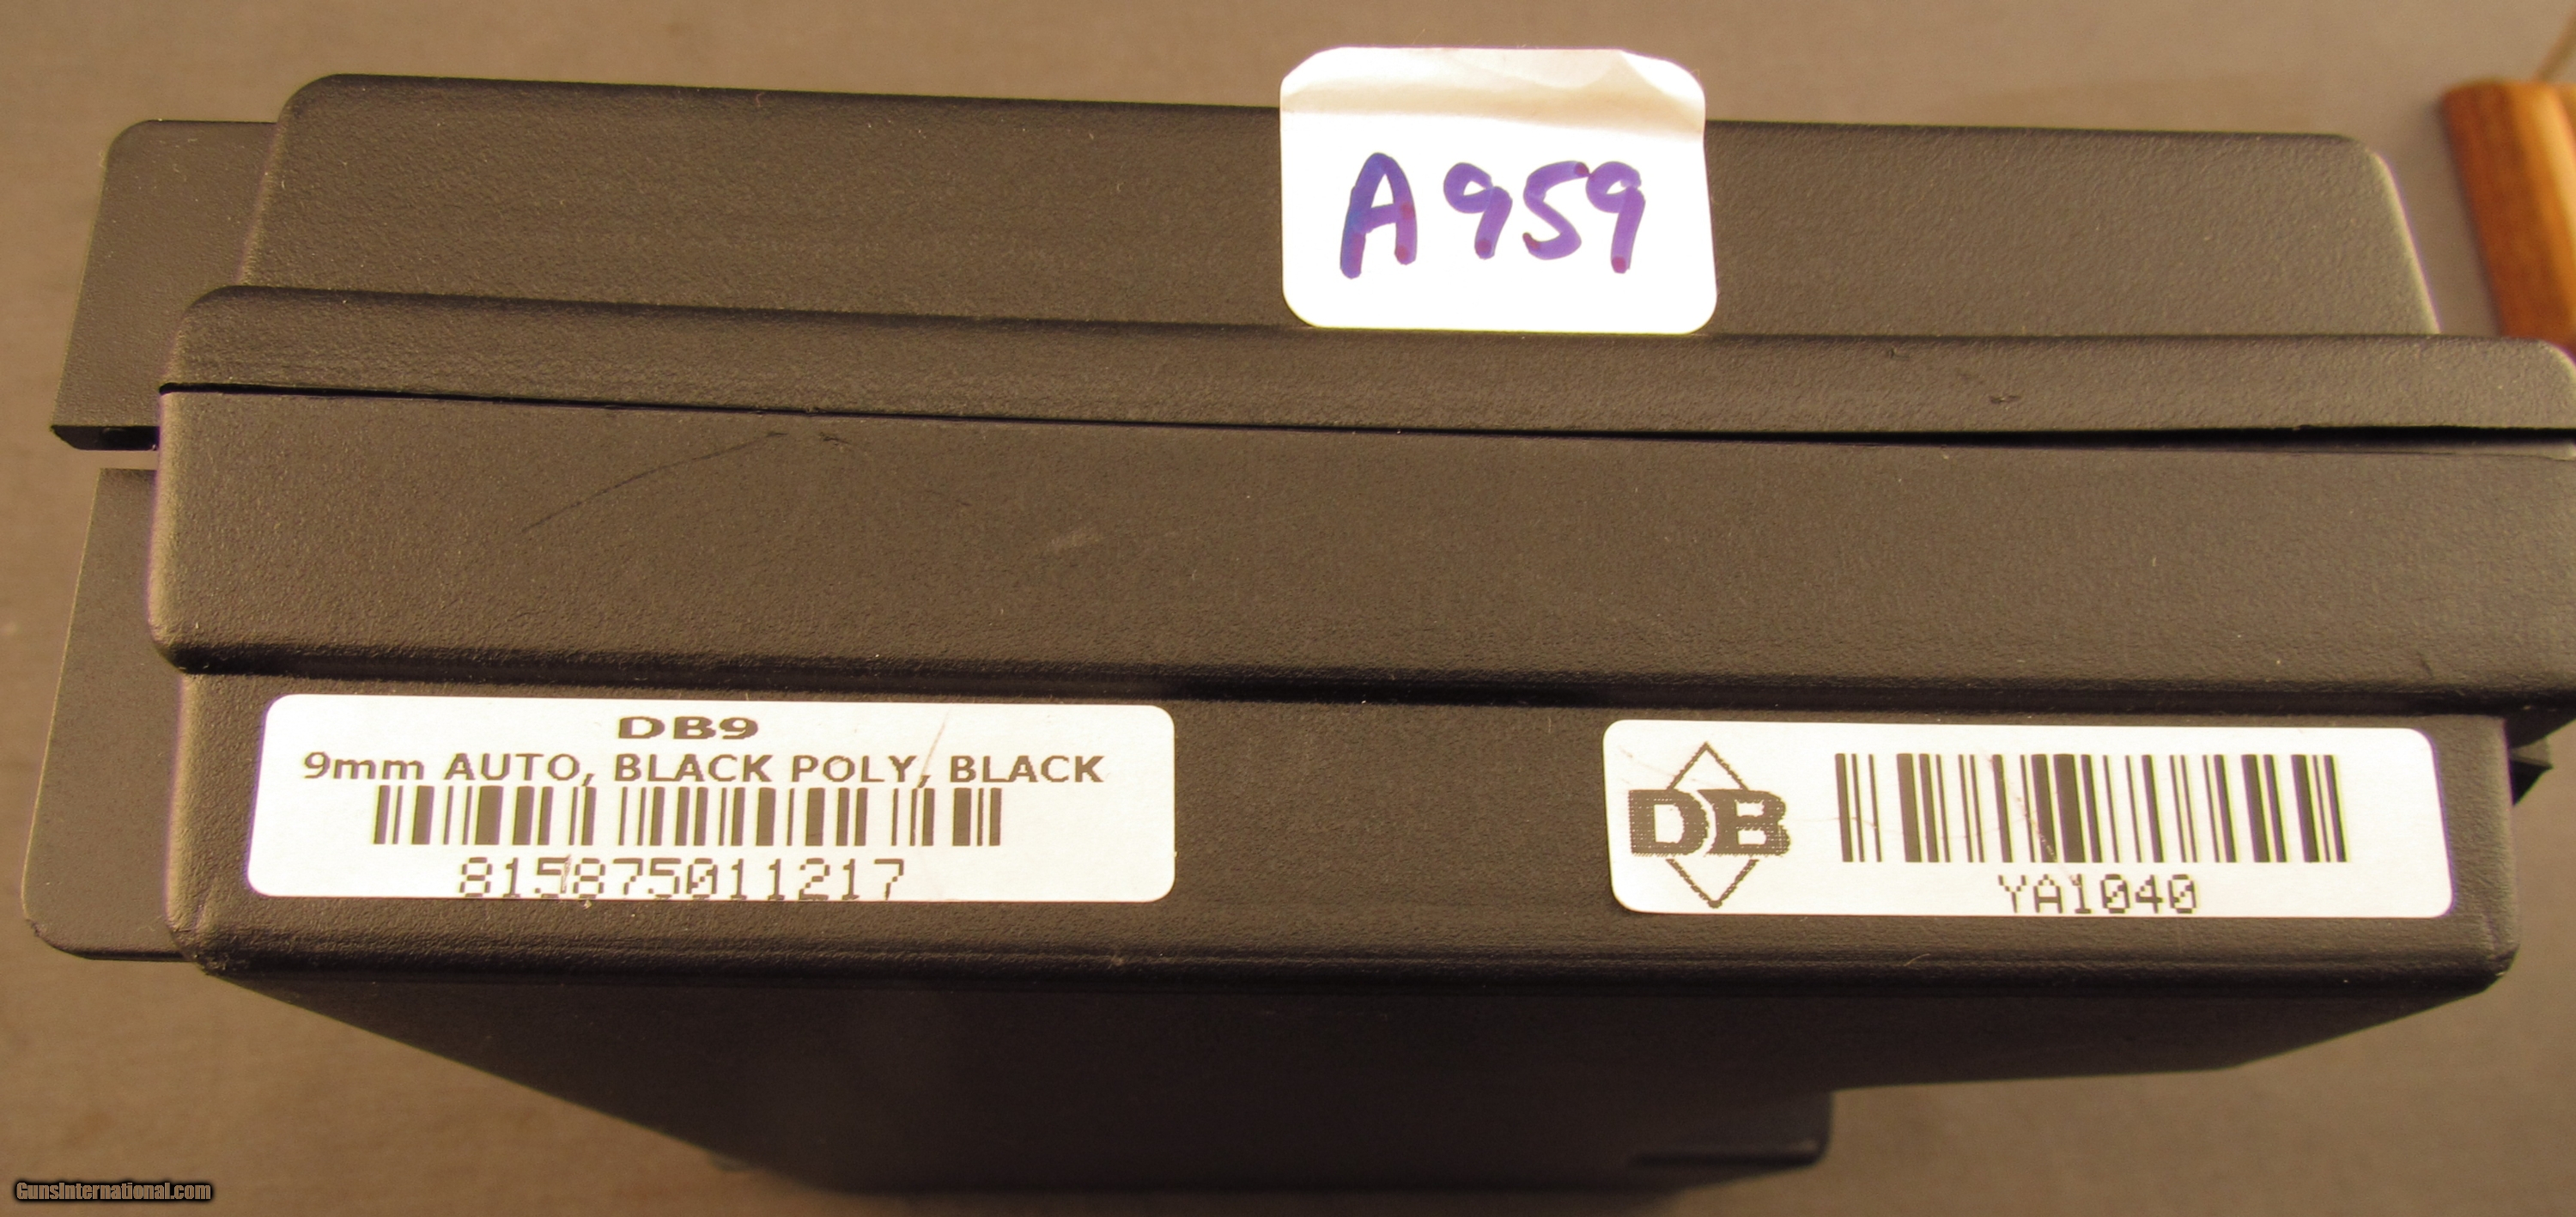 A959
DB9
9mm AUTO, BLACK POLY, BLACK
815875011217
DB
YA1040
GunsInternational.com